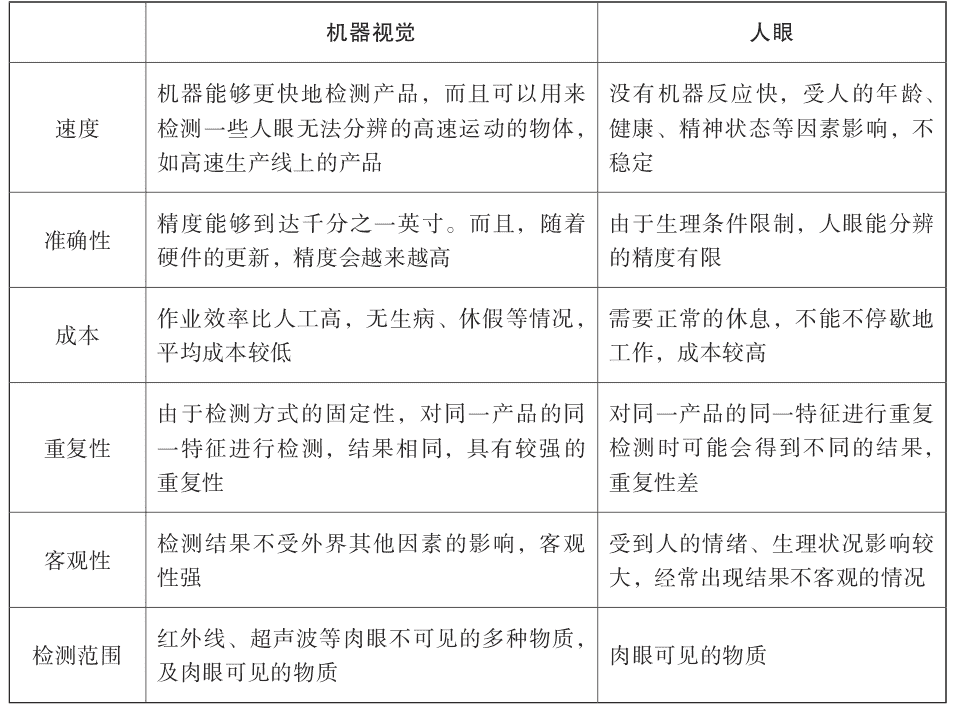 机器视觉
人眼
速度
机器能够更快地检测产品，而且可以用来
检测一些人眼无法分辨的高速运动的物体，
如高速生产线上的产品
没有机器反应快，受人的年龄、
健康、精神状态等因素影响，不
稳定
准确性
精度能够到达千分之一英寸。而且，随着
硬件的更新，精度会越来越高
由于生理条件限制，人眼能分辨
的精度有限
成本
作业效率比人工高，无生病、休假等情况，
平均成本较低
需要正常的休息，不能不停歇地
工作，成本较高
重复性
由于检测方式的固定性，对同一产品的同
一特征进行检测，结果相同，具有较强的
重复性
对同一产品的同一特征进行重复
检测时可能会得到不同的结果，
重复性差
客观性
检测结果不受外界其他因素的影响，客观
性强
受到人的情绪、生理状况影响较
大，经常出现结果不客观的情况
检测范围
红外线、超声波等肉眼不可见的多种物质，
及肉眼可见的物质
肉眼可见的物质